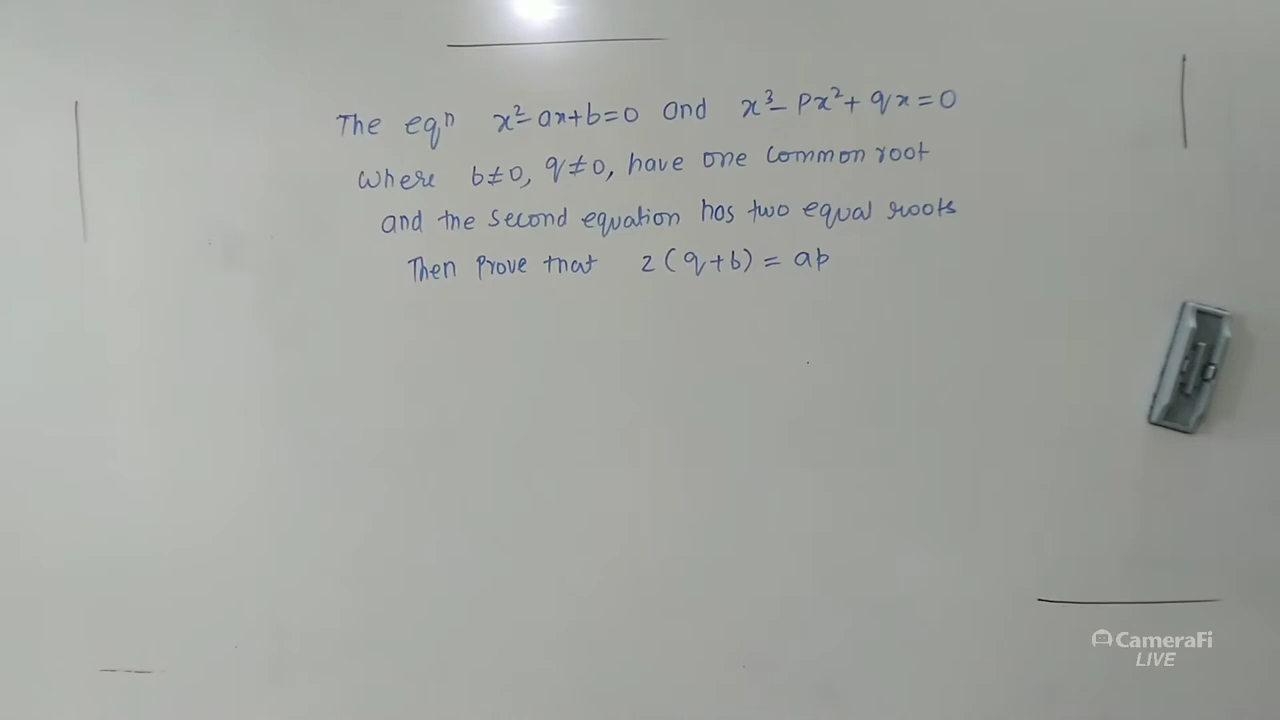 The eqⁿ x²-ax+b=0 and x³-px²+qx=0
where b≠0, q≠0, have one common root
and the second equation has two equal roots
Then prove that 2(q+b) = ap
CameraFi
LIVE